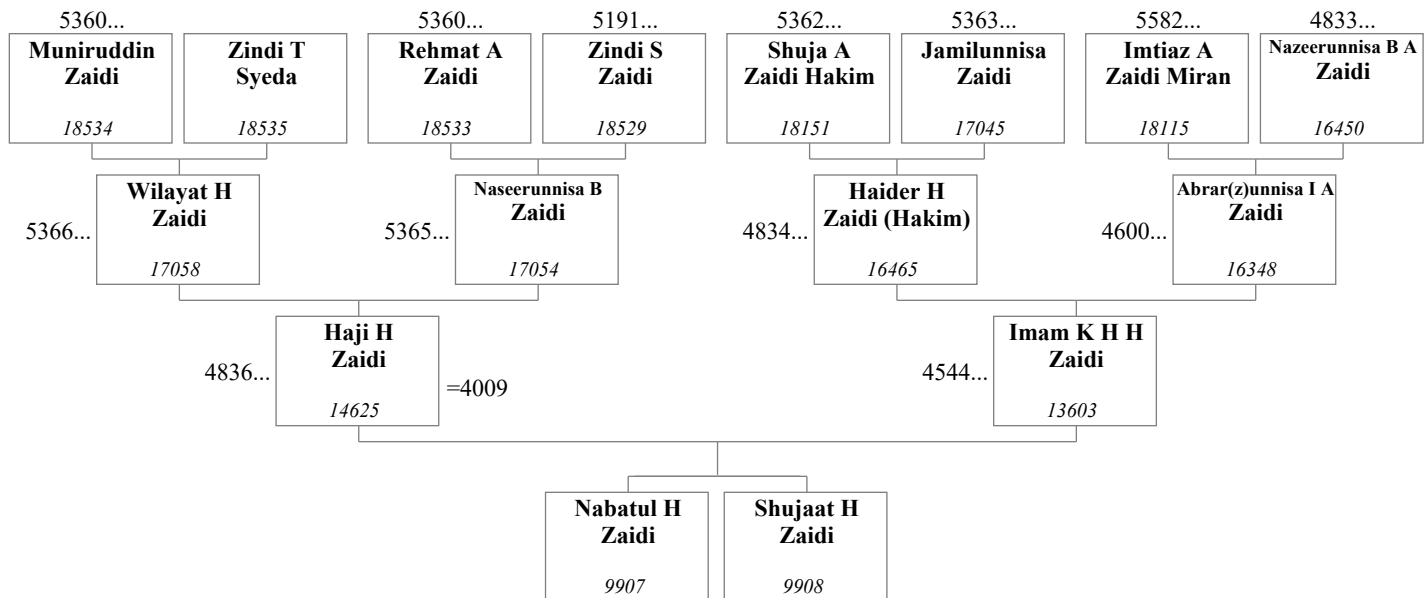 5360... 5360... 5191... 5362... 5363... 5582... 4833...
Muniruddin Zindi T Rehmat A Zindi S Shuja A Jamilunnisa Imtiaz A Nazeerunnisa B A
Zaidi Syeda Zaidi Zaidi Zaidi Hakim Zaidi Zaidi Miran Zaidi
18534 18535 18533 18529 18151 17045 18115 16450
Wilayat H Naseerunnisa B Haider H Abrar(z)unnisa I A
Zaidi Zaidi Zaidi (Hakim) Zaidi
5366... 5365... 4834... 4600...
17058 17054 16465 16348
Haji H Imam K H H
Zaidi Zaidi
4836... =4009 4544...
14625 13603
Nabatul H Shujaat H
Zaidi Zaidi
9907 9908